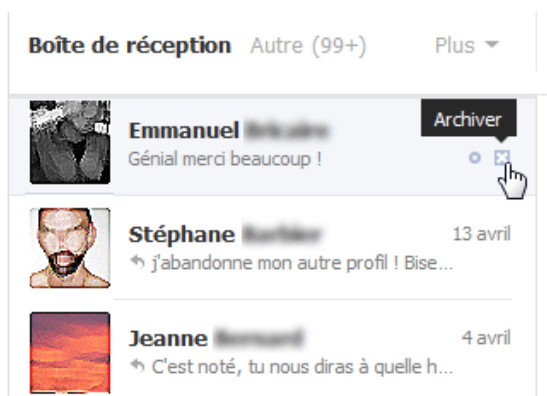 Boîte de réception Autre (99+) Plus
Archiver
Emmanuel
Génial merci beaucoup !
Stéphane 13 avril
j'abandonne mon autre profil ! Bise...
Jeanne 4 avril
C'est noté, tu nous diras à quelle h...